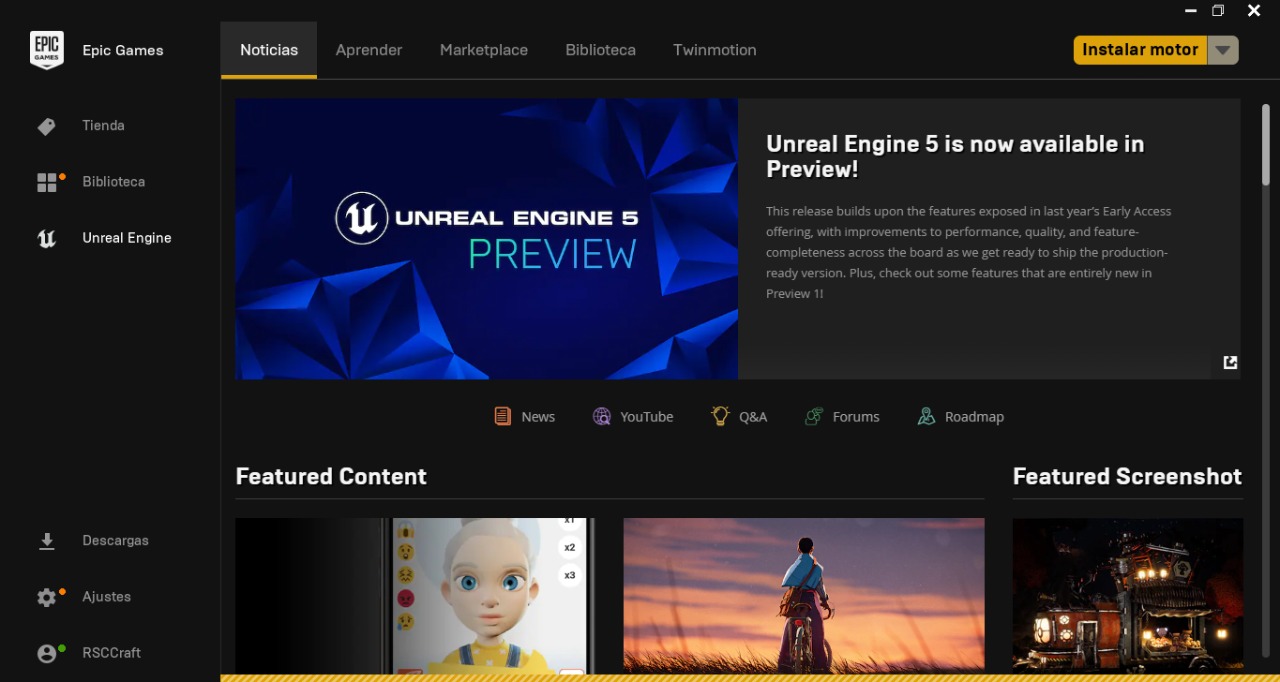 EPIC
GAMES
Epic Games
Noticias
Aprender
Marketplace
Biblioteca
Twinmotion
Instalar motor
Tienda
Biblioteca
Unreal Engine
Descargas
Ajustes
RSCCraft
UNREAL ENGINE 5
PREVIEW
Unreal Engine 5 is now available in
Preview!
This release builds upon the features exposed in last year's Early Access
offering, with improvements to performance, quality, and feature-
completeness across the board as we get ready to ship the production-
ready version. Plus, check out some features that are entirely new in
Preview 1!
News
YouTube
Q&A
Forums
Roadmap
Featured Content
Featured Screenshot
x1
x2
x3